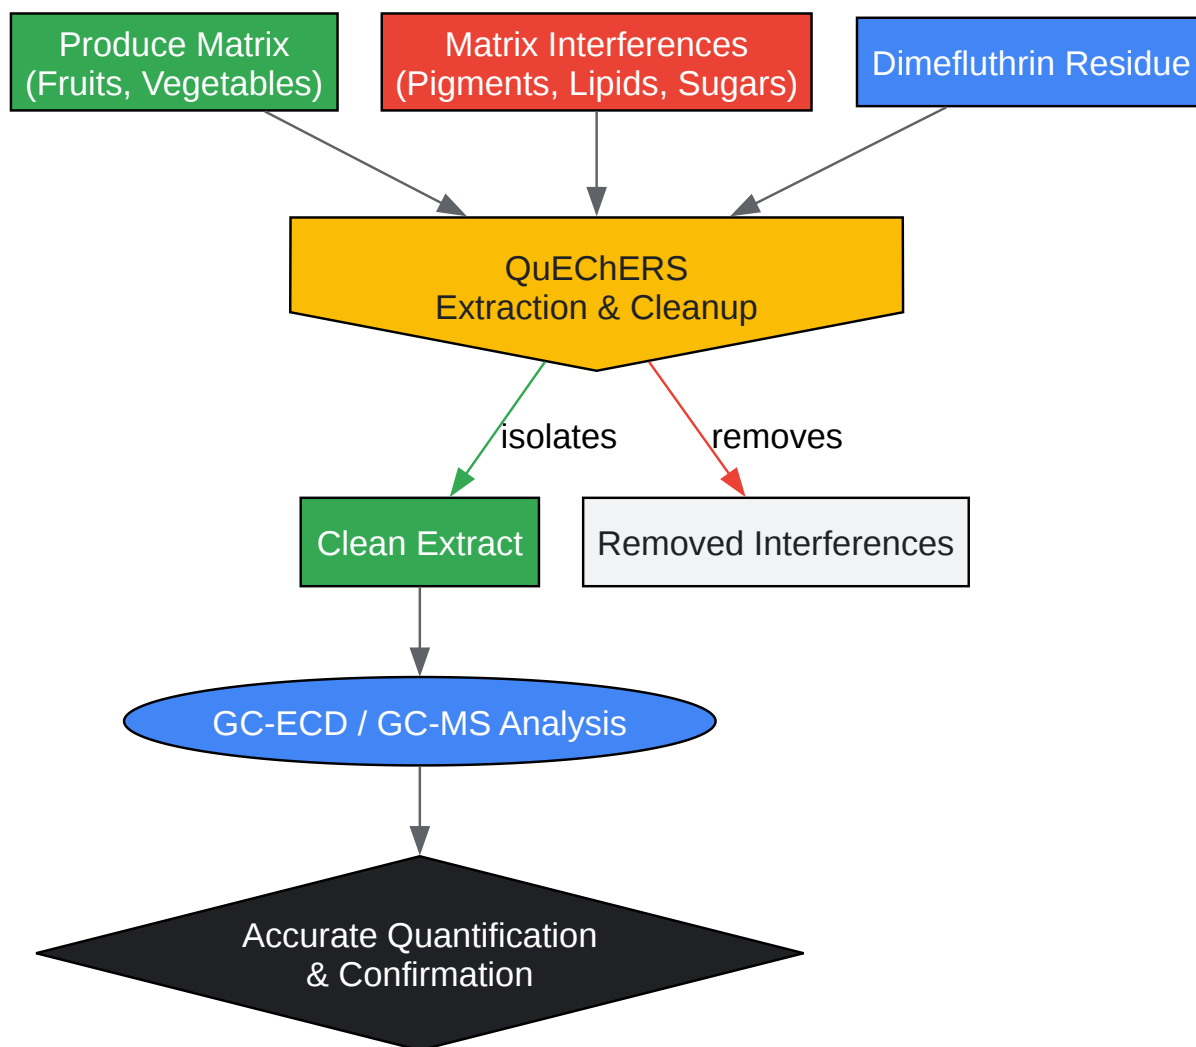 Produce Matrix
(Fruits, Vegetables)
Matrix Interferences
(Pigments, Lipids, Sugars)
Dimefluthrin Residue
QuEChERS
Extraction & Cleanup
isolates
removes
Clean Extract
Removed Interferences
GC-ECD / GC-MS Analysis
Accurate Quantification
& Confirmation